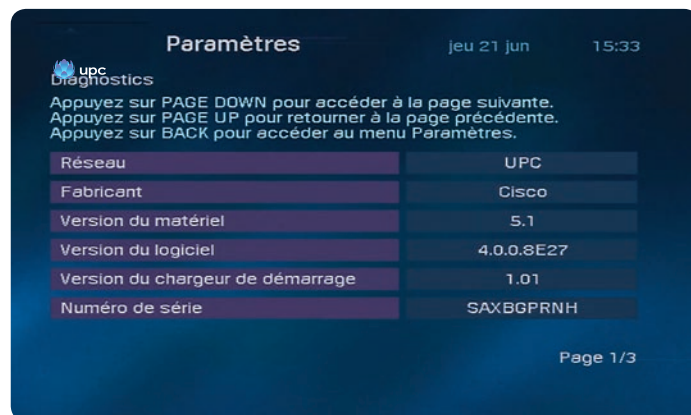 Paramètres jeu 21 jun 15:33
upc
Diagnostics
Appuyez sur PAGE DOWN pour accéder à la page suivante.
Appuyez sur PAGE UP pour retourner à la page précédente.
Appuyez sur BACK pour accéder au menu Paramètres.
Réseau UPC
Fabricant Cisco
Version du matériel 5.1
Version du logiciel 4.0.0.8E27
Version du chargeur de démarrage 1.01
Numéro de série SAXBGPRNH
Page 1/3